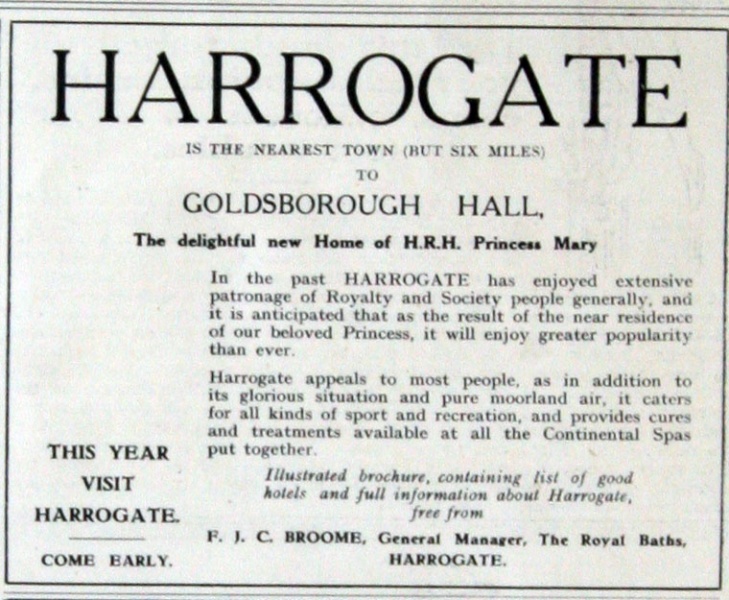 HARROGATE
IS THE NEAREST TOWN (BUT SIX MILES)
TO
GOLDSBOROUGH HALL,
The delightful new Home of H.R.H. Princess Mary
In the past HARROGATE has enjoyed extensive
patronage of Royalty and Society people generally, and
it is anticipated that as the result of the near residence
of our beloved Princess, it will enjoy greater popularity
than ever.
Harrogate appeals to most people, as in addition to
its glorious situation and pure moorland air, it caters
for all kinds of sport and recreation, and provides cures
and treatments available at all the Continental Spas
put together.
THIS YEAR
VISIT
HARROGATE.
COME EARLY.
Illustrated brochure, containing list of good
hotels and full information about Harrogate,
free from
F. J. C. BROOME, General Manager, The Royal Baths,
HARROGATE.